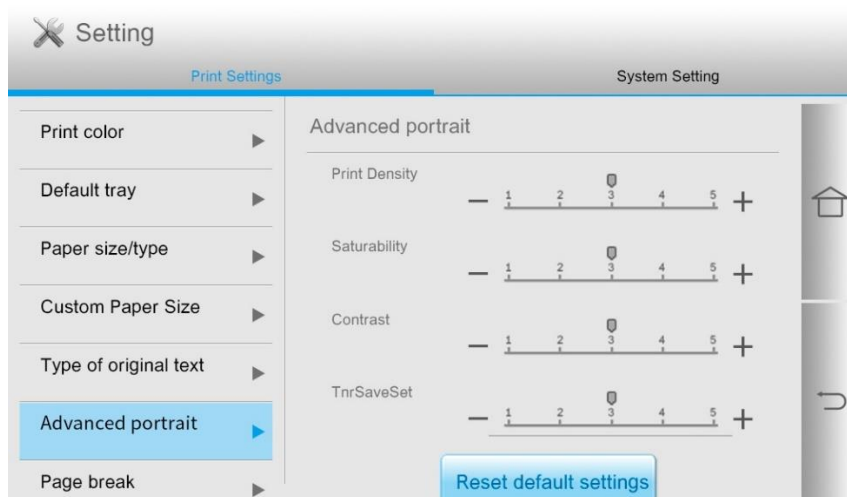 Setting
Print Settings
System Setting
Print color
Default tray
Paper size/type
Custom Paper Size
Type of original text
Advanced portrait
Page break
Advanced portrait
Print Density
1 2 3 4 5
Saturability
1 2 3 4 5
Contrast
1 2 3 4 5
TnrSaveSet
1 2 3 4 5
Reset default settings